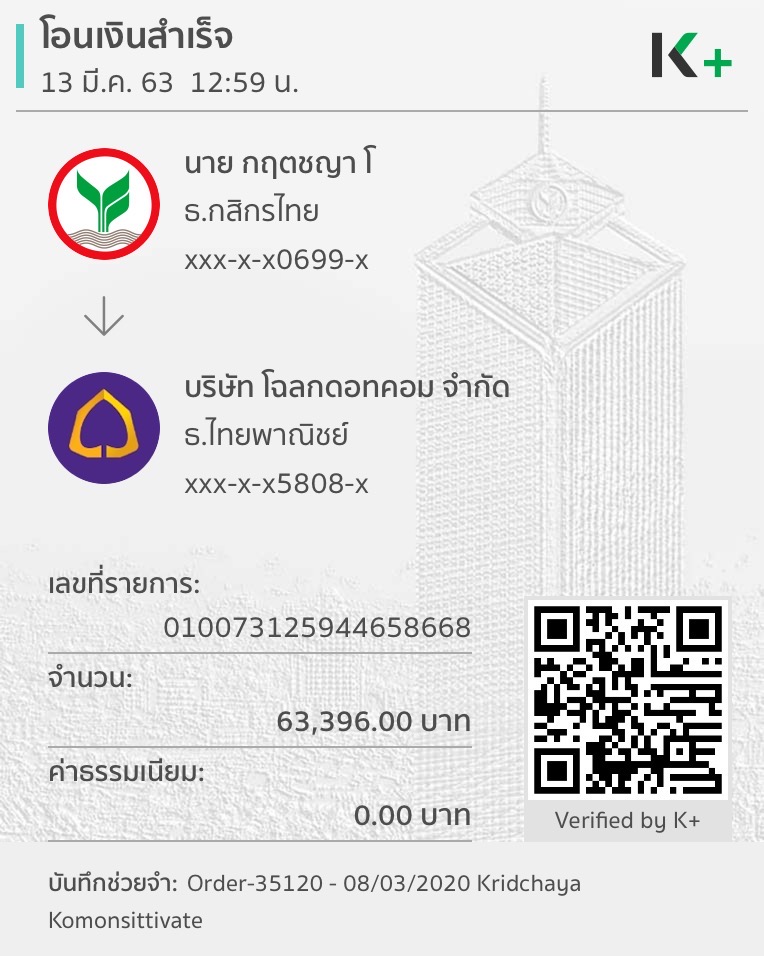 โอนเงินสำเร็จ
13 มี.ค. 63 12:59 น.
K+
นาย กฤตชญา โ
ธ.กสิกรไทย
xxx-x-x0699-x
บริษัท โฉลกดอทคอม จำกัด
ธ.ไทยพาณิชย์
xxx-x-x5808-x
เลขที่รายการ:
010073125944658668
จำนวน:
63,396.00 บาท
ค่าธรรมเนียม:
0.00 บาท
Verified by K+
บันทึกช่วยจำ: Order-35120 - 08/03/2020 Kridchaya
Komonsittivate